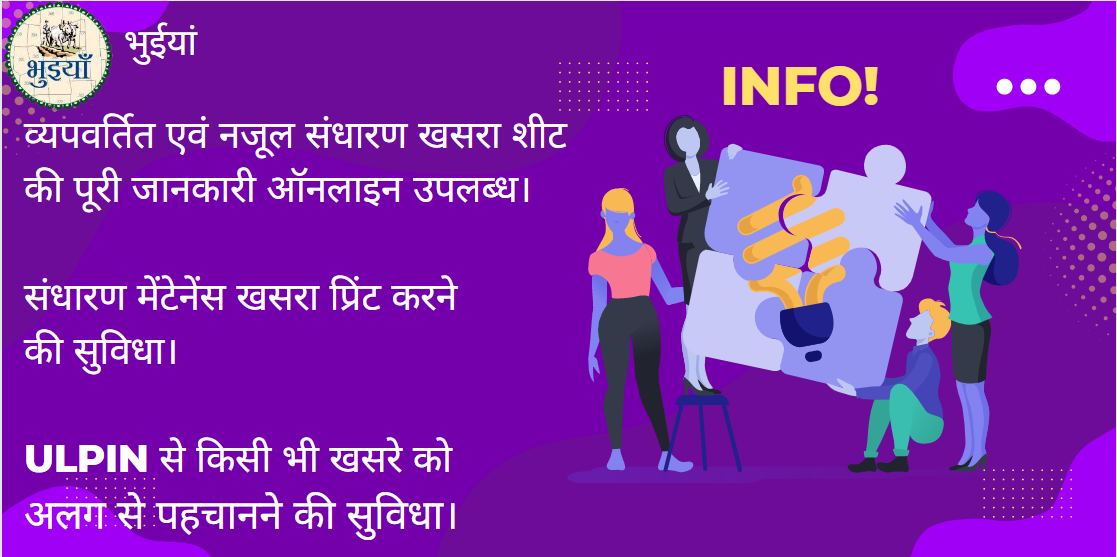 भुइयाँ
भुईयां
INFO!
व्यपवर्तित एवं नजूल संधारण खसरा शीट
की पूरी जानकारी ऑनलाइन उपलब्ध।
संधारण मेंटेनेंस खसरा प्रिंट करने
की सुविधा।
ULPIN से किसी भी खसरे को
अलग से पहचानने की सुविधा।